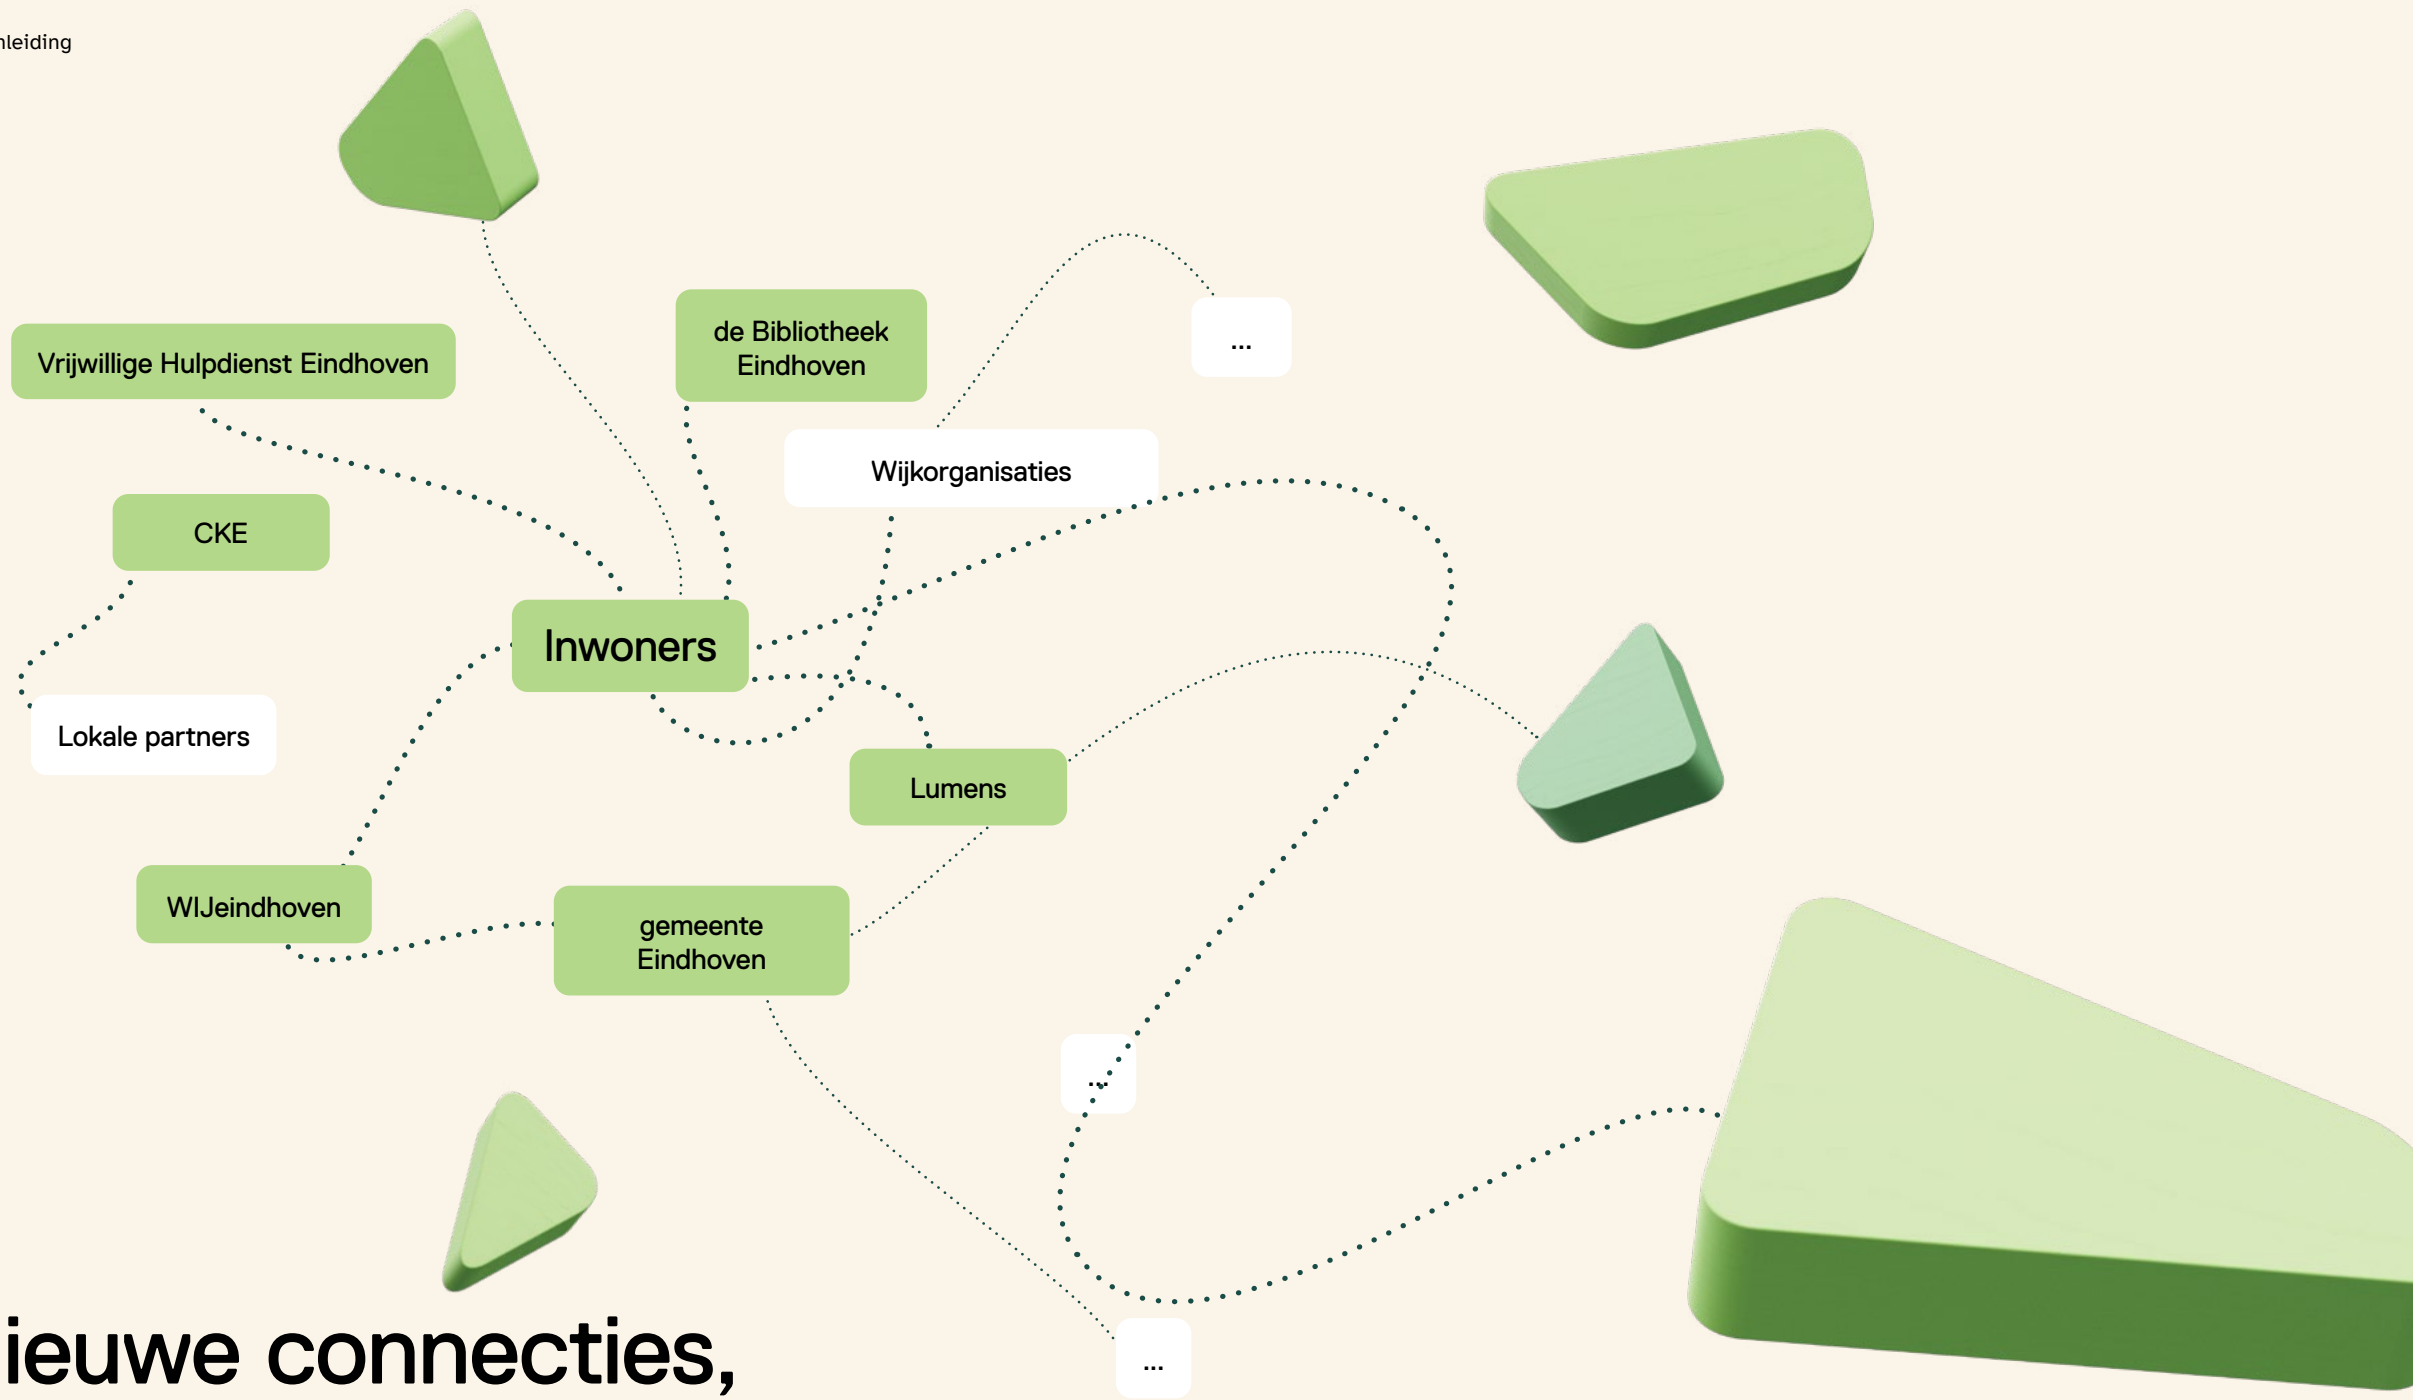 nleiding
de Bibliotheek
Eindhoven
...
Vrijwillige Hulpdienst Eindhoven
Wijkorganisaties
CKE
Inwoners
Lokale partners
Lumens
WIJeindhoven
gemeente
Eindhoven
...
ieuwe connecties,
...